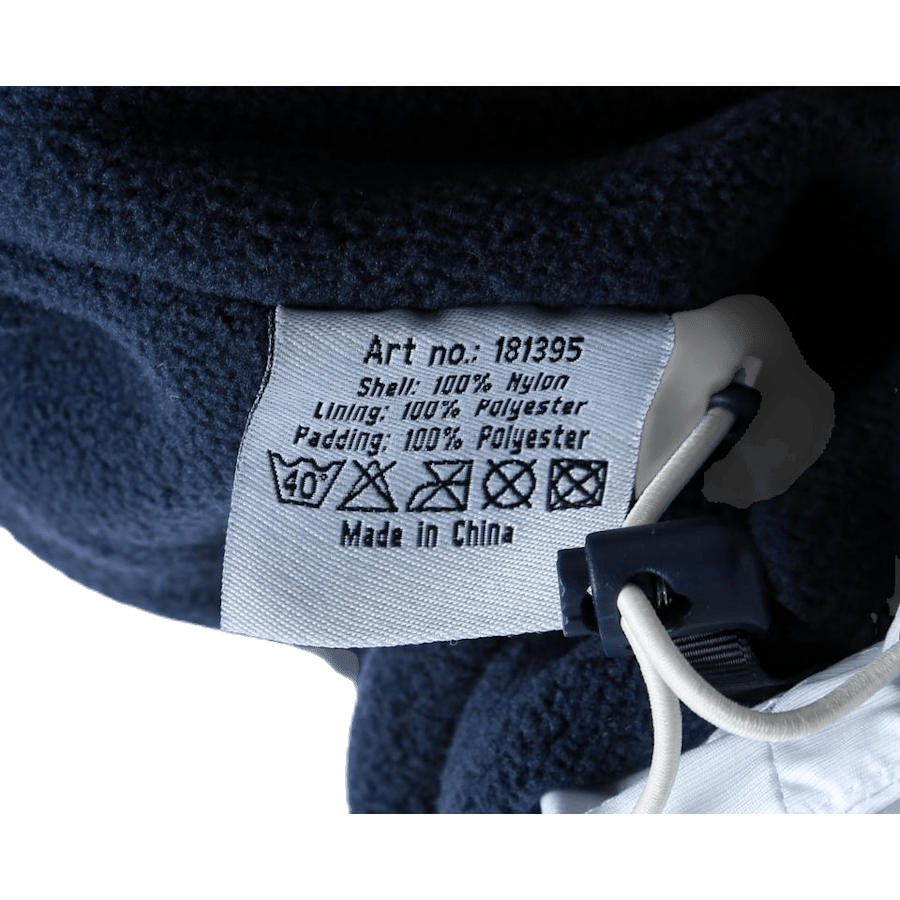 Art no.: 181395
Shell: 100% Nylon
Lining: 100% Polyester
Padding: 100% Polyester
40°
Made in China